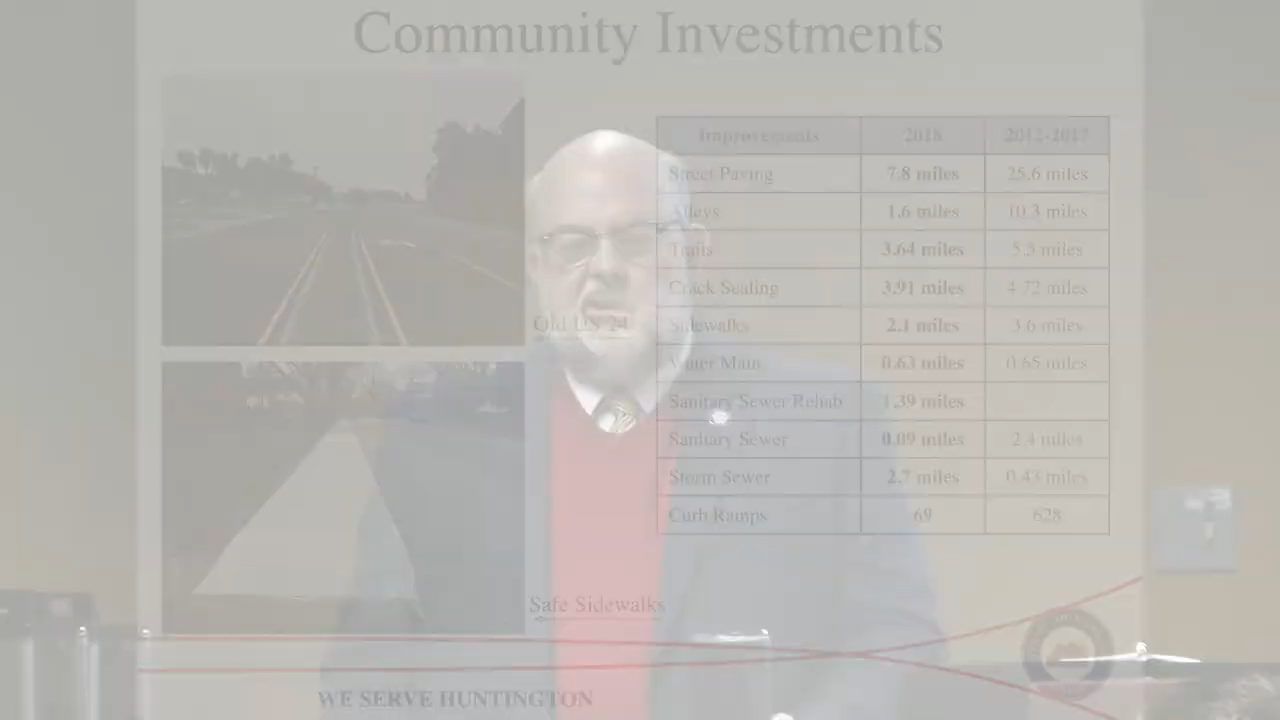 Community Investments
Improvements 2018 2012-2017
Street Paving 7.8 miles 25.6 miles
Alleys 1.6 miles 10.3 miles
Trails 3.64 miles 5.5 miles
Crack Sealing 3.91 miles 4.72 miles
Sidewalks 2.1 miles 3.6 miles
Water Main 0.63 miles 0.65 miles
Sanitary Sewer Rehab 1.39 miles
Sanitary Sewer 0.09 miles 2.4 miles
Storm Sewer 2.7 miles 0.43 miles
Curb Ramps 69 628
Old US 24
Safe Sidewalks
WE SERVE HUNTINGTON